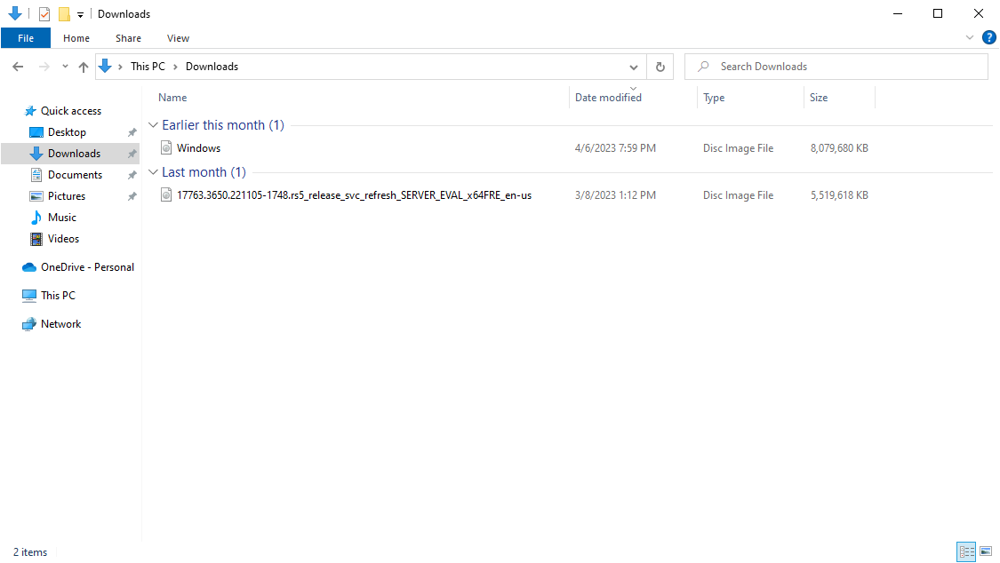 Downloads
File Home Share View ?
This PC Downloads Search Downloads
Name Date modified Type Size
Quick access
Desktop
Downloads
Documents
Pictures
Music
Videos
OneDrive - Personal
This PC
Network
Earlier this month (1)
Windows 4/6/2023 7:59 PM Disc Image File 8,079,680 KB
Last month (1)
17763.3650.221105-1748.rs5_release_svc_refresh_SERVER_EVAL_x64FRE_en-us 3/8/2023 1:12 PM Disc Image File 5,519,618 KB
2 items